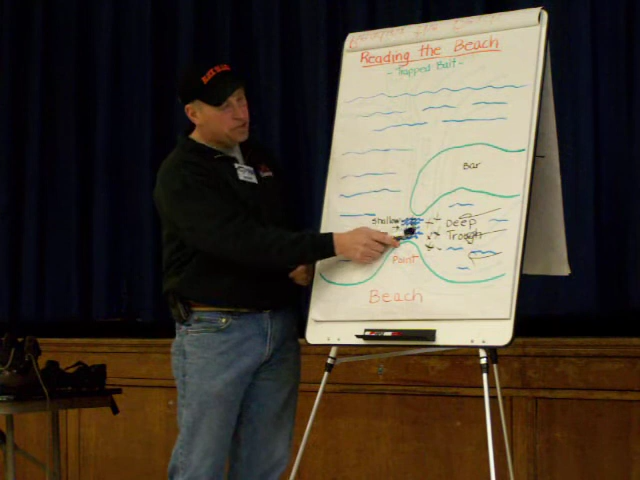 Reading the Beach
- Trapped Bait -
Bar
shallow
Deep
Trough
Point
Beach